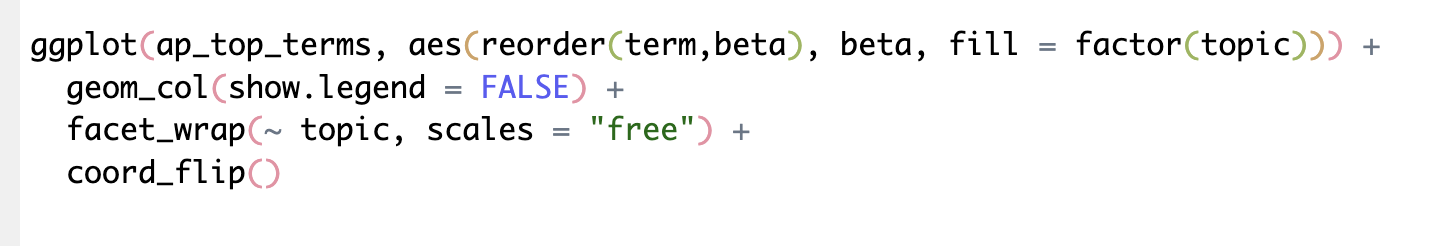 ggplot(ap_top_terms, aes(reorder(term,beta), beta, fill = factor(topic))) +
  geom_col(show.legend = FALSE) +
  facet_wrap(~ topic, scales = "free") +
  coord_flip()